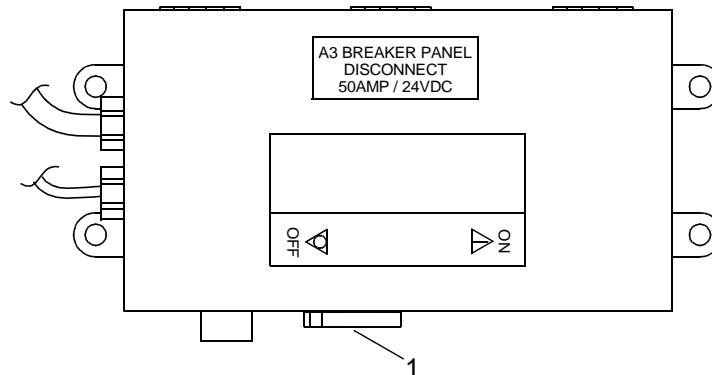 A3 BREAKER PANEL
DISCONNECT
50AMP / 24VDC
OFF
ON
1